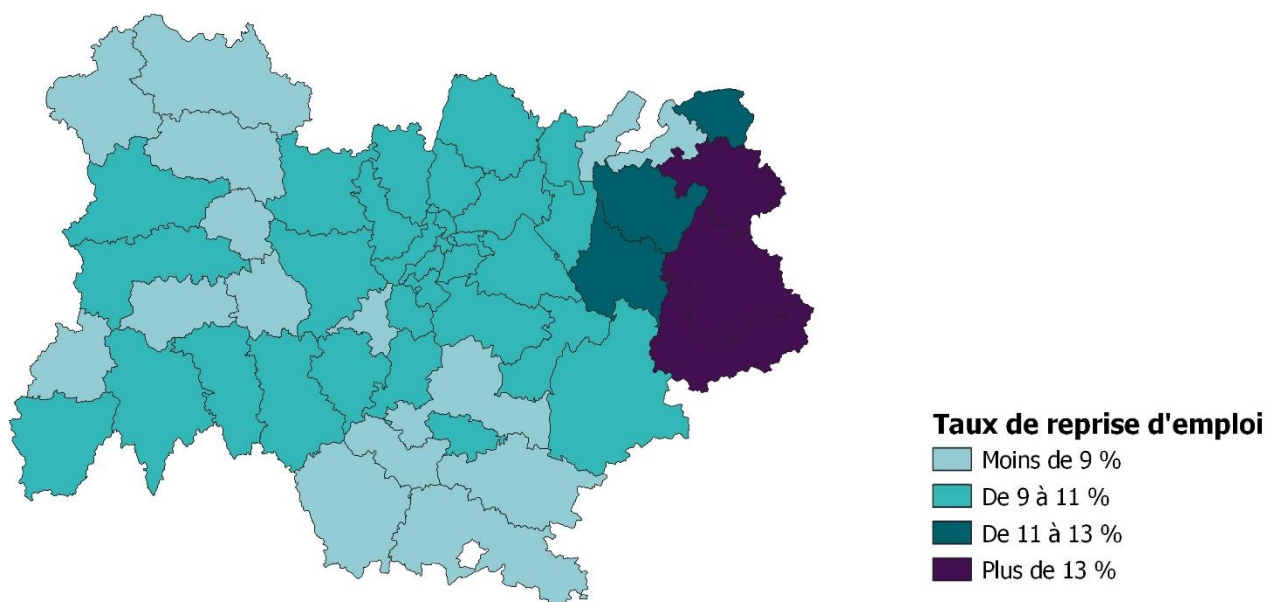 Taux de reprise d'emploi
Moins de 9 %
De 9 à 11 %
De 11 à 13 %
Plus de 13 %